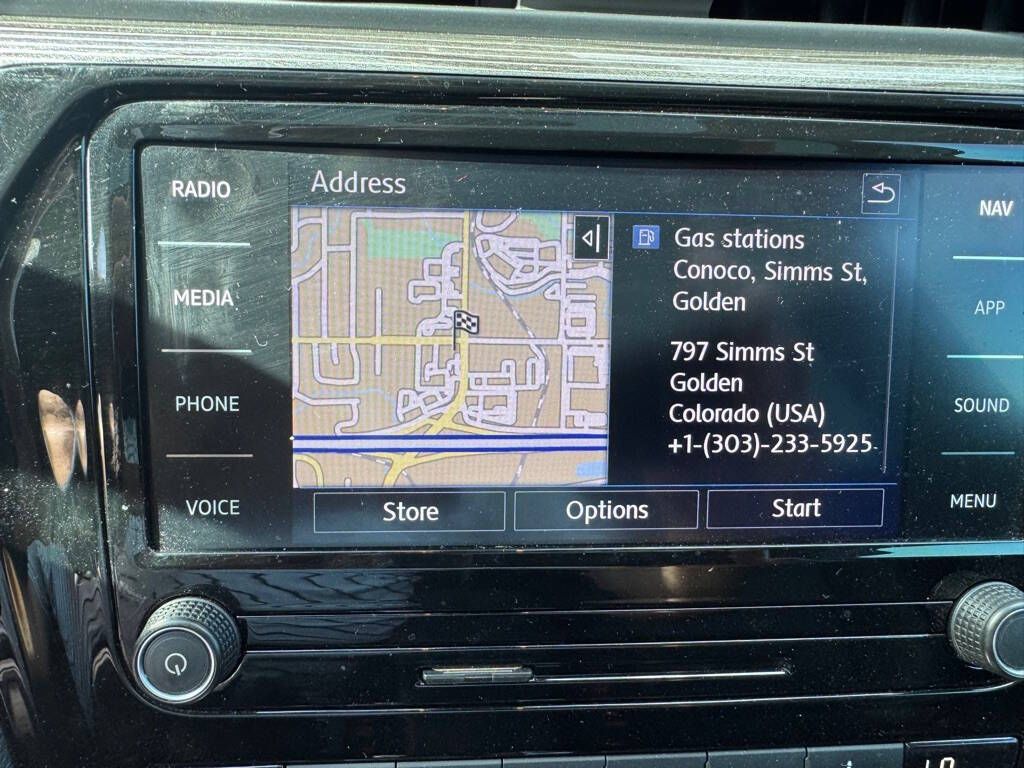 RADIO
Address
NAV
Gas stations
Conoco, Simms St,
Golden
MEDIA
APP
797 Simms St
Golden
Colorado (USA)
+1-(303)-233-5925
PHONE
SOUND
VOICE
Store
Options
Start
MENU